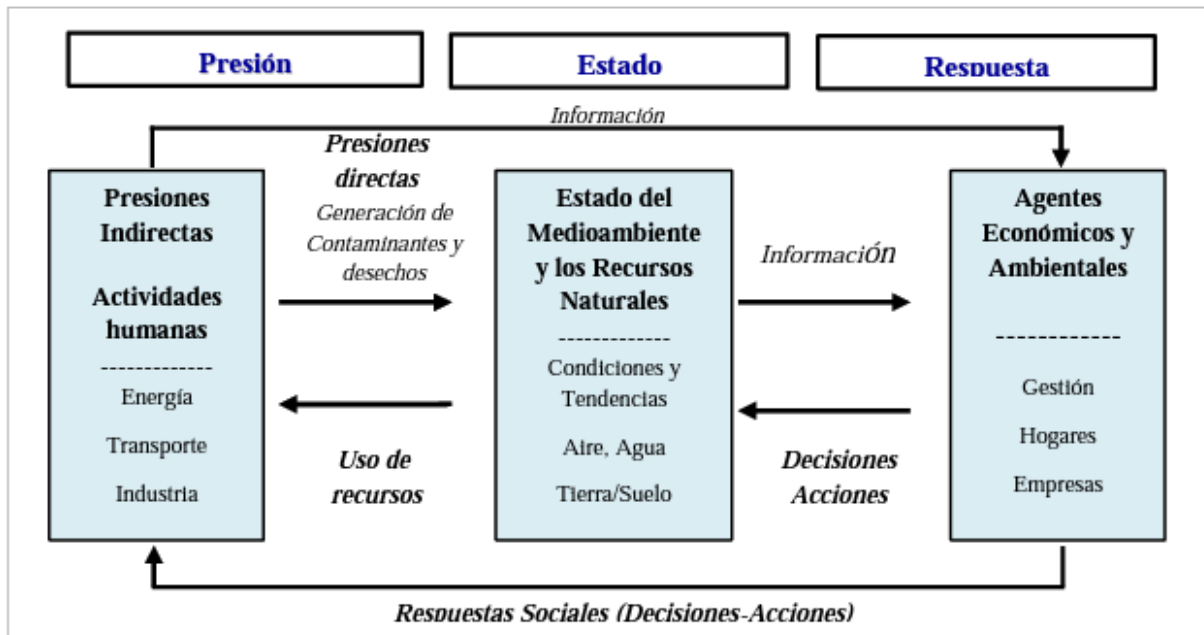 Presión
Estado
Respuesta
Información
Presiones
directas
Generación de
Contaminantes y
desechos
Presiones
Indirectas
Actividades
humanas
-------------
Energía
Transporte
Industria
Uso de
recursos
Estado del
Medioambiente
y los Recursos
Naturales
-------------
Condiciones y
Tendencias
Aire, Agua
Tierra/Suelo
Información
Decisiones
Acciones
Agentes
Económicos y
Ambientales
-------------
Gestión
Hogares
Empresas
Respuestas Sociales (Decisiones-Acciones)